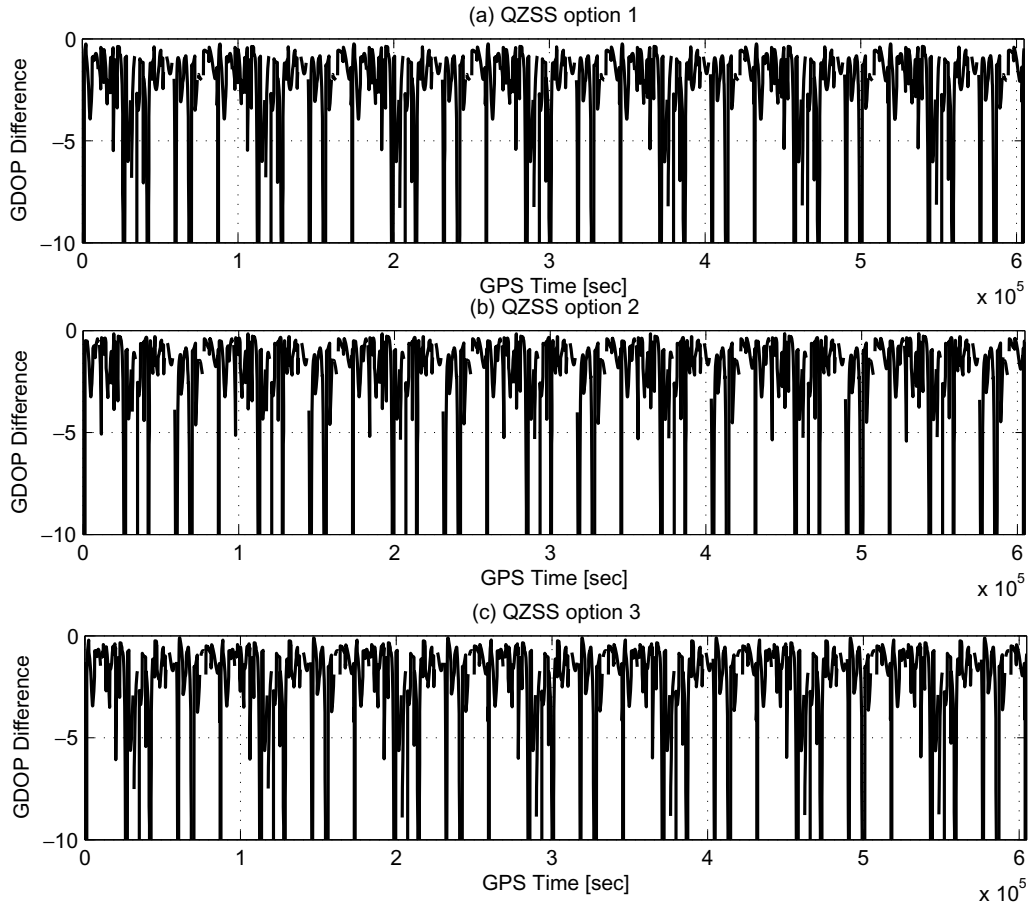 (a) QZSS option 1
GDOP Difference
0
−5
−10
0 1 2 3 4 5 6
GPS Time [sec]
x 10^5
(b) QZSS option 2
GDOP Difference
0
−5
−10
0 1 2 3 4 5 6
GPS Time [sec]
x 10^5
(c) QZSS option 3
GDOP Difference
0
−5
−10
0 1 2 3 4 5 6
GPS Time [sec]
x 10^5